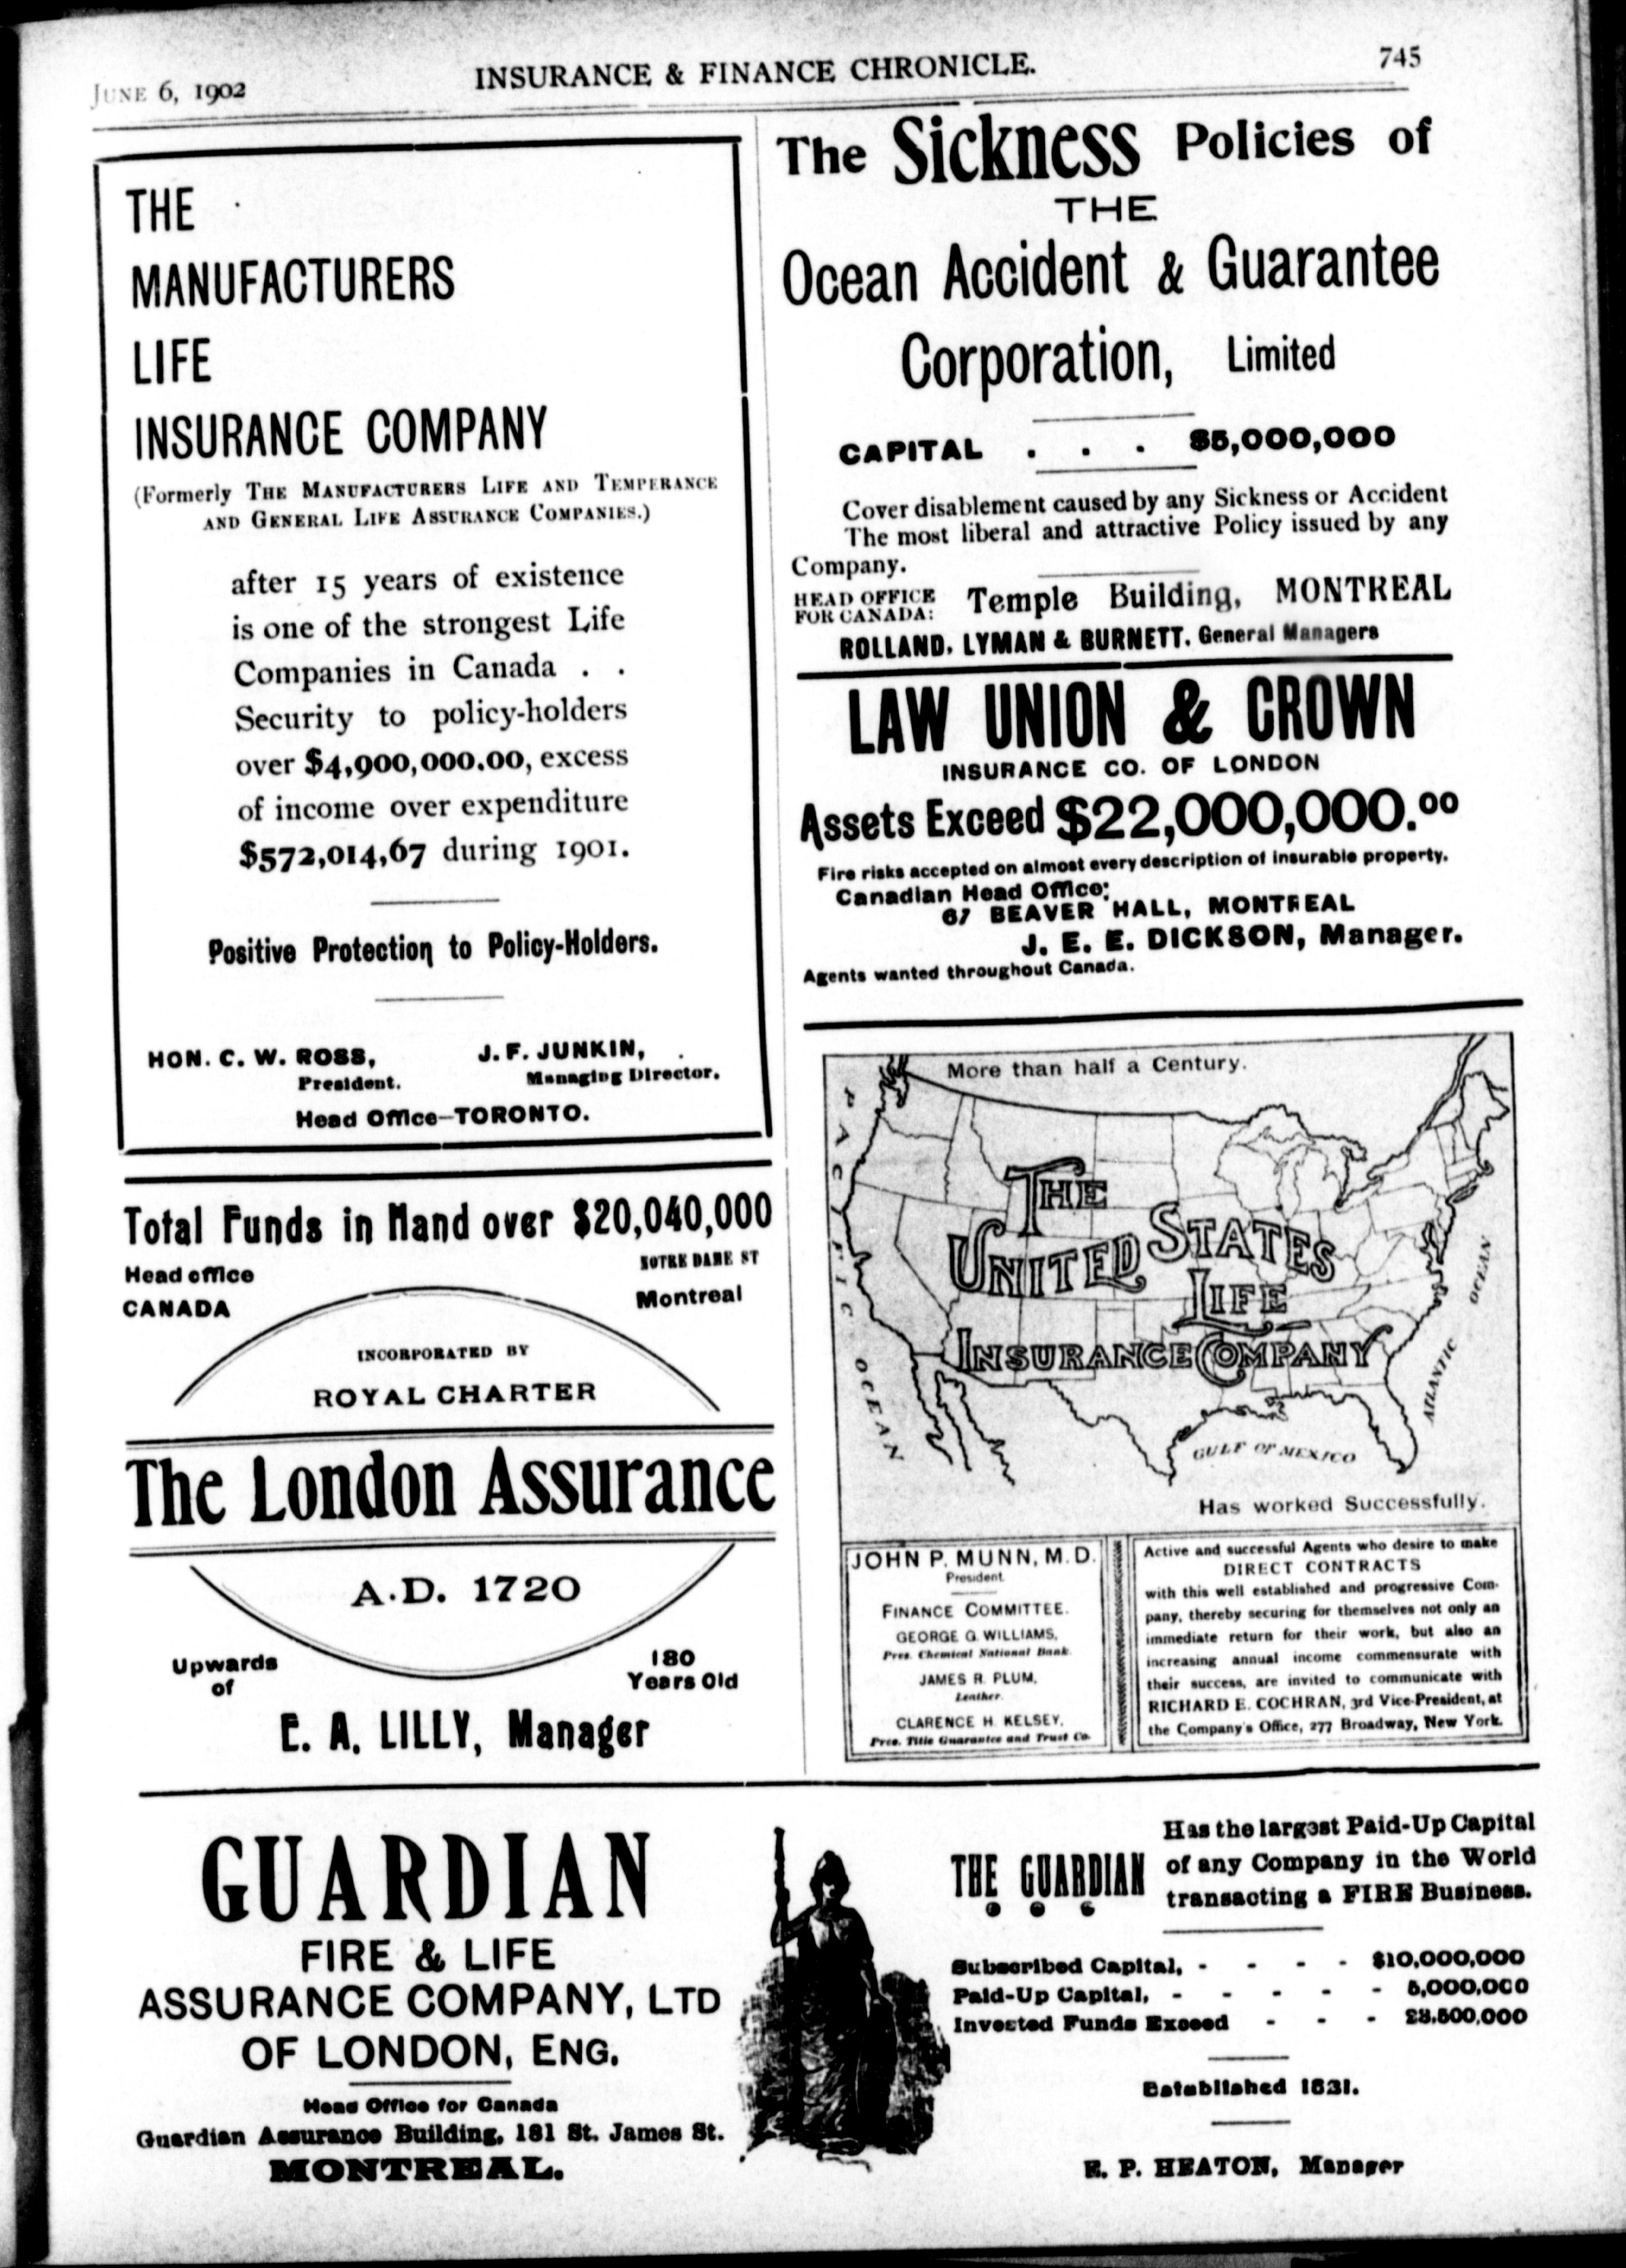 JUNE 6, 1902
INSURANCE & FINANCE CHRONICLE.
745
THE
MANUFACTURERS
LIFE
INSURANCE COMPANY
(Formerly THE MANUFACTURERS LIFE AND TEMPERANCE
AND GENERAL LIFE ASSURANCE COMPANIES.)
after 15 years of existence
is one of the strongest Life
Companies in Canada . .
Security to policy-holders
over $4,900,000.00, excess
of income over expenditure
$572,014,67 during 1901.
Positive Protection to Policy-Holders.
HON. C. W. ROSS,
President.
J. F. JUNKIN,
Managing Director.
Head Office—TORONTO.
Total Funds in Hand over $20,040,000
Head office
CANADA
NOTRE DAME ST
Montreal
INCORPORATED BY
ROYAL CHARTER
The London Assurance
A.D. 1720
Upwards
of
180
Years Old
E. A. LILLY, Manager
The Sickness Policies of
THE
Ocean Accident & Guarantee
Corporation, Limited
CAPITAL . . . $5,000,000
Cover disablement caused by any Sickness or Accident
The most liberal and attractive Policy issued by any
Company.
HEAD OFFICE
FOR CANADA:
Temple Building, MONTREAL
ROLLAND, LYMAN & BURNETT. General Managers
LAW UNION & CROWN
INSURANCE CO. OF LONDON
Assets Exceed $22,000,000.00
Fire risks accepted on almost every description of insurable property.
Canadian Head Office:
67 BEAVER HALL, MONTREAL
J. E. E. DICKSON, Manager.
Agents wanted throughout Canada.
More than half a Century.
PACIFIC OCEAN
THE
UNITED STATES
LIFE
INSURANCE COMPANY
ATLANTIC OCEAN
GULF OF MEXICO
Has worked Successfully.
JOHN P. MUNN, M. D.
President.
FINANCE COMMITTEE.
GEORGE G. WILLIAMS,
Pres. Chemical National Bank.
JAMES R. PLUM,
Leather.
CLARENCE H. KELSEY,
Pres. Title Guarantee and Trust Co.
Active and successful Agents who desire to make
DIRECT CONTRACTS
with this well established and progressive Com-
pany, thereby securing for themselves not only an
immediate return for their work, but also an
increasing annual income commensurate with
their success, are invited to communicate with
RICHARD E. COCHRAN, 3rd Vice-President, at
the Company's Office, 277 Broadway, New York.
GUARDIAN
FIRE & LIFE
ASSURANCE COMPANY, LTD
OF LONDON, ENG.
Head Office for Canada
Guardian Assurance Building, 181 St. James St.
MONTREAL.
THE GUARDIAN
Has the largest Paid-Up Capital
of any Company in the World
transacting a FIRE Business.
Subscribed Capital, - - - - $10,000,000
Paid-Up Capital, - - - - - 5,000,000
Invested Funds Exceed - - - 23,500,000
Established 1821.
E. P. HEATON, Manager